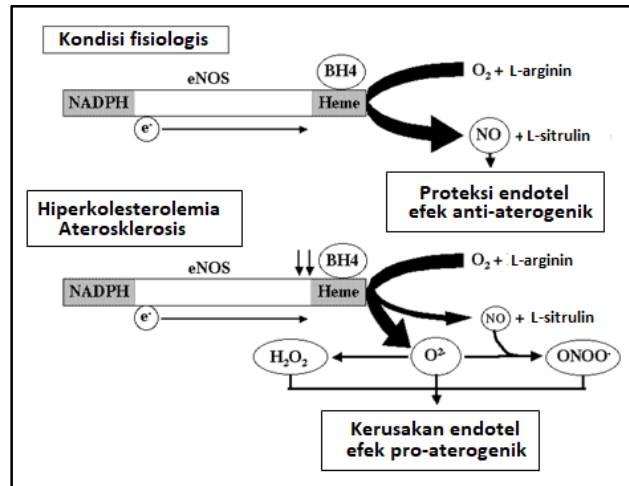 Kondisi fisiologis
BH4
eNOS
O₂ + L-arginin
NADPH
Heme
e⁻
NO + L-sitrulin
Proteksi endotel
efek anti-aterogenik
Hiperkolesterolemia
Aterosklerosis
BH4
eNOS
O₂ + L-arginin
NADPH
Heme
e⁻
NO + L-sitrulin
H₂O₂
O²⁻
ONOO⁻
Kerusakan endotel
efek pro-aterogenik